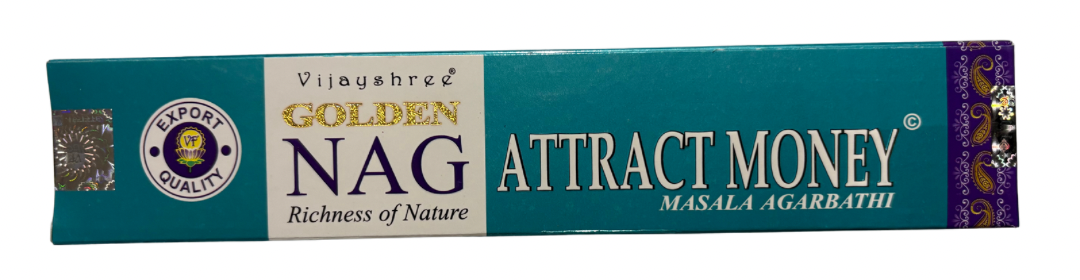 EXPORT
VF
QUALITY
Vijayshree®
GOLDEN
NAG
Richness of Nature
ATTRACT MONEY©
MASALA AGARBATHI